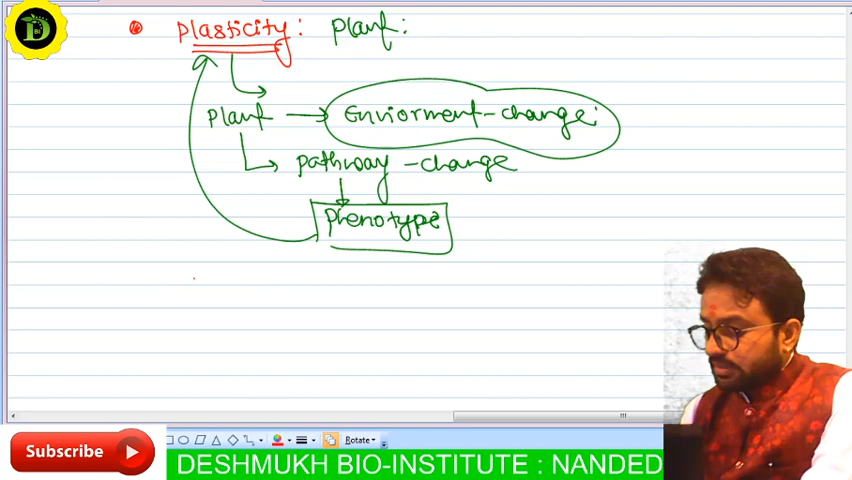 Plasticity: Plant:
Plant → Enviorment-change:
pathway-change
Phenotype
Rotate
Subscribe
DESHMUKH BIO-INSTITUTE : NANDED